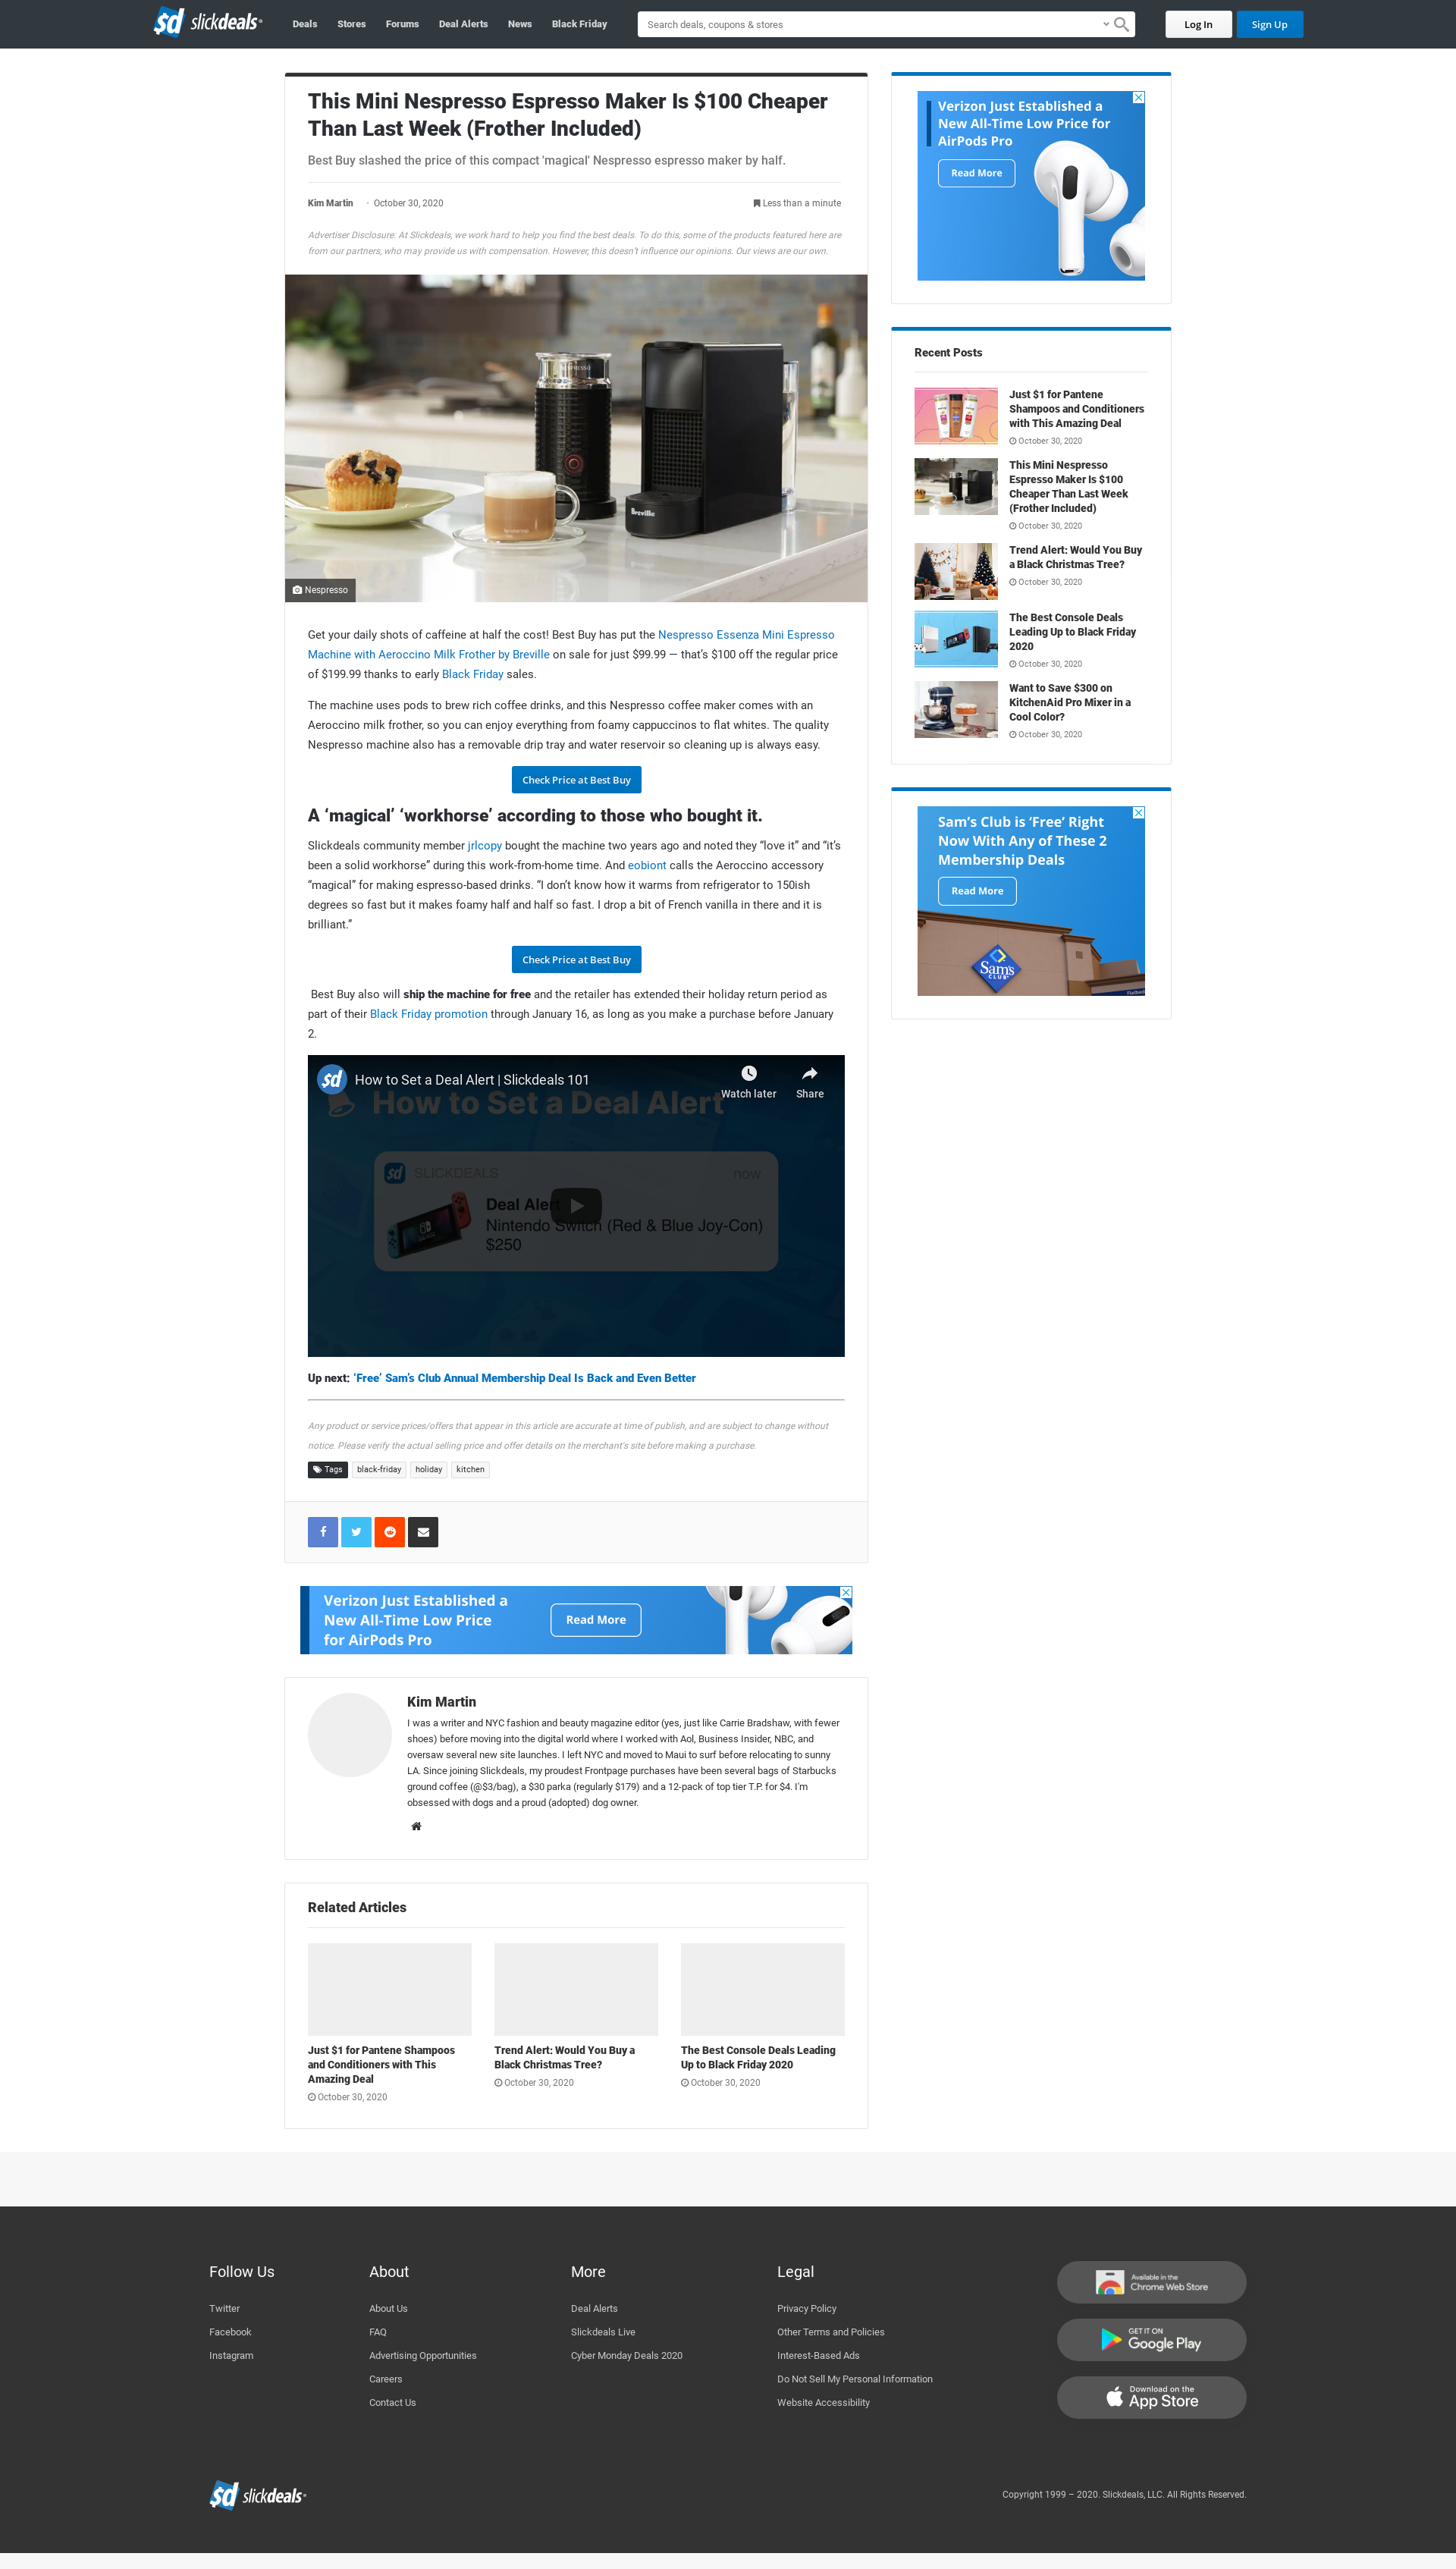 sd slickdeals
Deals
Stores
Forums
Deal Alerts
News
Black Friday
Search deals, coupons & stores
Log In
Sign Up
This Mini Nespresso Espresso Maker Is $100 Cheaper
Than Last Week (Frother Included)
Best Buy slashed the price of this compact 'magical' Nespresso espresso maker by half.
Kim Martin
October 30, 2020
Less than a minute
Advertiser Disclosure: At Slickdeals, we work hard to help you find the best deals. To do this, some of the products featured here are
from our partners, who may provide us with compensation. However, this doesn’t influence our opinions. Our views are our own.
NESPRESSO
Breville
Nespresso
Get your daily shots of caffeine at half the cost! Best Buy has put the Nespresso Essenza Mini Espresso
Machine with Aeroccino Milk Frother by Breville on sale for just $99.99 — that’s $100 off the regular price
of $199.99 thanks to early Black Friday sales.
The machine uses pods to brew rich coffee drinks, and this Nespresso coffee maker comes with an
Aeroccino milk frother, so you can enjoy everything from foamy cappuccinos to flat whites. The quality
Nespresso machine also has a removable drip tray and water reservoir so cleaning up is always easy.
Check Price at Best Buy
A ‘magical’ ‘workhorse’ according to those who bought it.
Slickdeals community member jrlcopy bought the machine two years ago and noted they “love it” and “it’s
been a solid workhorse” during this work-from-home time. And eobiont calls the Aeroccino accessory
“magical” for making espresso-based drinks. “I don’t know how it warms from refrigerator to 150ish
degrees so fast but it makes foamy half and half so fast. I drop a bit of French vanilla in there and it is
brilliant.”
Check Price at Best Buy
Best Buy also will ship the machine for free and the retailer has extended their holiday return period as
part of their Black Friday promotion through January 16, as long as you make a purchase before January
2.
sd
How to Set a Deal Alert | Slickdeals 101
Watch later
Share
How to Set a Deal Alert
sd SLICKDEALS
now
Deal Alert
Nintendo Switch (Red & Blue Joy-Con)
$250
Up next: ‘Free’ Sam’s Club Annual Membership Deal Is Back and Even Better
Any product or service prices/offers that appear in this article are accurate at time of publish, and are subject to change without
notice. Please verify the actual selling price and offer details on the merchant’s site before making a purchase.
Tags
black-friday
holiday
kitchen
Verizon Just Established a
New All-Time Low Price
for AirPods Pro
Read More
Kim Martin
I was a writer and NYC fashion and beauty magazine editor (yes, just like Carrie Bradshaw, with fewer
shoes) before moving into the digital world where I worked with Aol, Business Insider, NBC, and
oversaw several new site launches. I left NYC and moved to Maui to surf before relocating to sunny
LA. Since joining Slickdeals, my proudest Frontpage purchases have been several bags of Starbucks
ground coffee (@$3/bag), a $30 parka (regularly $179) and a 12-pack of top tier T.P. for $4. I'm
obsessed with dogs and a proud (adopted) dog owner.
Related Articles
Just $1 for Pantene Shampoos
and Conditioners with This
Amazing Deal
October 30, 2020
Trend Alert: Would You Buy a
Black Christmas Tree?
October 30, 2020
The Best Console Deals Leading
Up to Black Friday 2020
October 30, 2020
Verizon Just Established a
New All-Time Low Price for
AirPods Pro
Read More
Recent Posts
Just $1 for Pantene
Shampoos and Conditioners
with This Amazing Deal
October 30, 2020
This Mini Nespresso
Espresso Maker Is $100
Cheaper Than Last Week
(Frother Included)
October 30, 2020
Trend Alert: Would You Buy
a Black Christmas Tree?
October 30, 2020
The Best Console Deals
Leading Up to Black Friday
2020
October 30, 2020
Want to Save $300 on
KitchenAid Pro Mixer in a
Cool Color?
October 30, 2020
Sam’s Club is ‘Free’ Right
Now With Any of These 2
Membership Deals
Read More
Sam's
CLUB
Follow Us
Twitter
Facebook
Instagram
About
About Us
FAQ
Advertising Opportunities
Careers
Contact Us
More
Deal Alerts
Slickdeals Live
Cyber Monday Deals 2020
Legal
Privacy Policy
Other Terms and Policies
Interest-Based Ads
Do Not Sell My Personal Information
Website Accessibility
Available in the
Chrome Web Store
GET IT ON
Google Play
Download on the
App Store
sd slickdeals
Copyright 1999 – 2020. Slickdeals, LLC. All Rights Reserved.